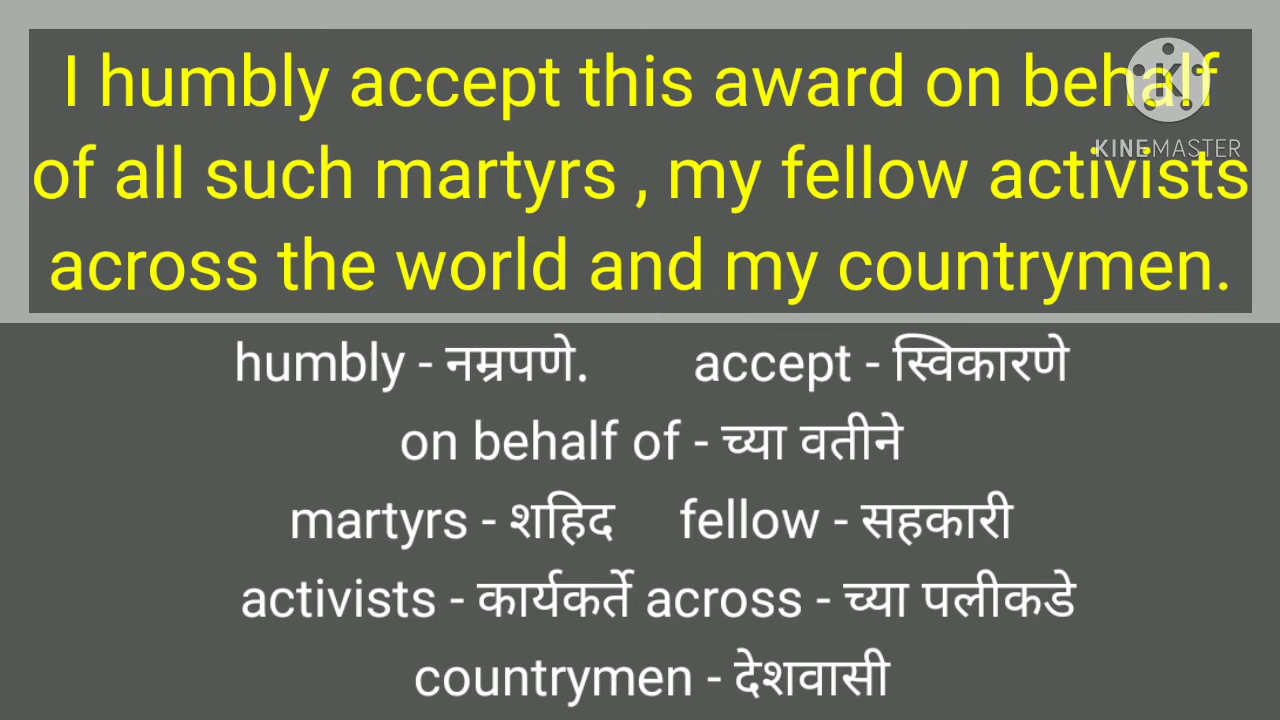 I humbly accept this award on behalf
of all such martyrs , my fellow activists
across the world and my countrymen.
KINEMASTER
humbly - नम्रपणे. accept - स्विकारणे
on behalf of - च्या वतीने
martyrs - शहिद fellow - सहकारी
activists - कार्यकर्ते across - च्या पलीकडे
countrymen - देशवासी